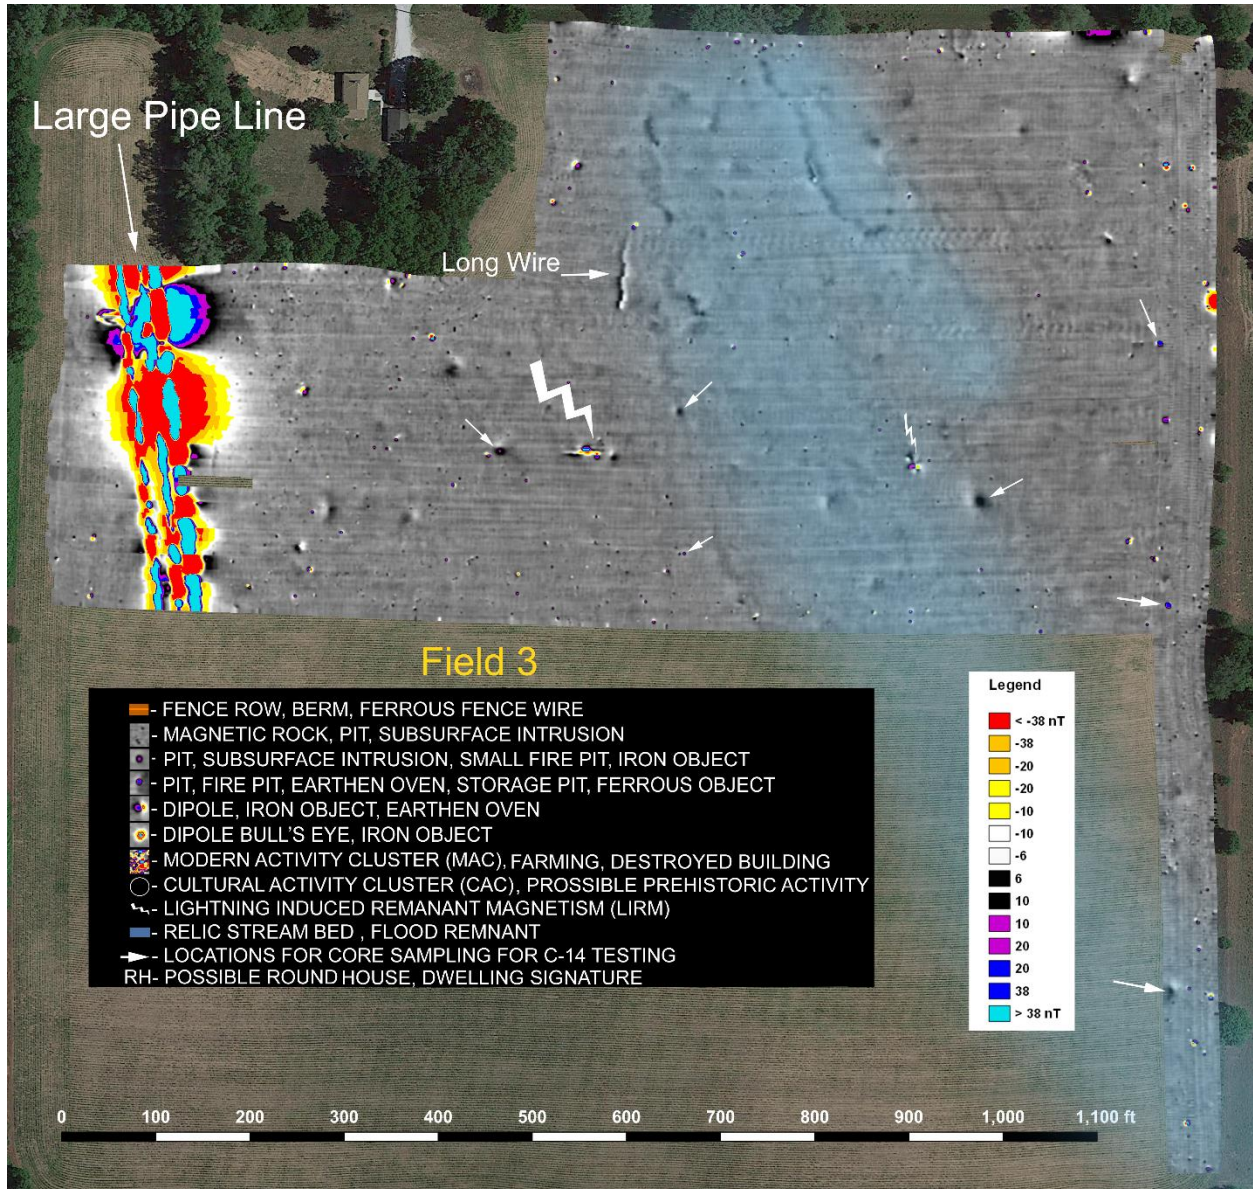 Large Pipe Line
Long Wire
Field 3
- FENCE ROW, BERM, FERROUS FENCE WIRE
- MAGNETIC ROCK, PIT, SUBSURFACE INTRUSION
- PIT, SUBSURFACE INTRUSION, SMALL FIRE PIT, IRON OBJECT
- PIT, FIRE PIT, EARTHEN OVEN, STORAGE PIT, FERROUS OBJECT
- DIPOLE, IRON OBJECT, EARTHEN OVEN
- DIPOLE BULL'S EYE, IRON OBJECT
- MODERN ACTIVITY CLUSTER (MAC), FARMING, DESTROYED BUILDING
- CULTURAL ACTIVITY CLUSTER (CAC), PROSSIBLE PREHISTORIC ACTIVITY
- LIGHTNING INDUCED REMANANT MAGNETISM (LIRM)
- RELIC STREAM BED , FLOOD REMNANT
- LOCATIONS FOR CORE SAMPLING FOR C-14 TESTING
RH- POSSIBLE ROUND HOUSE, DWELLING SIGNATURE
Legend
< -38 nT
-38
-20
-20
-10
-10
-6
6
10
10
20
20
38
> 38 nT
0 100 200 300 400 500 600 700 800 900 1,000 1,100 ft